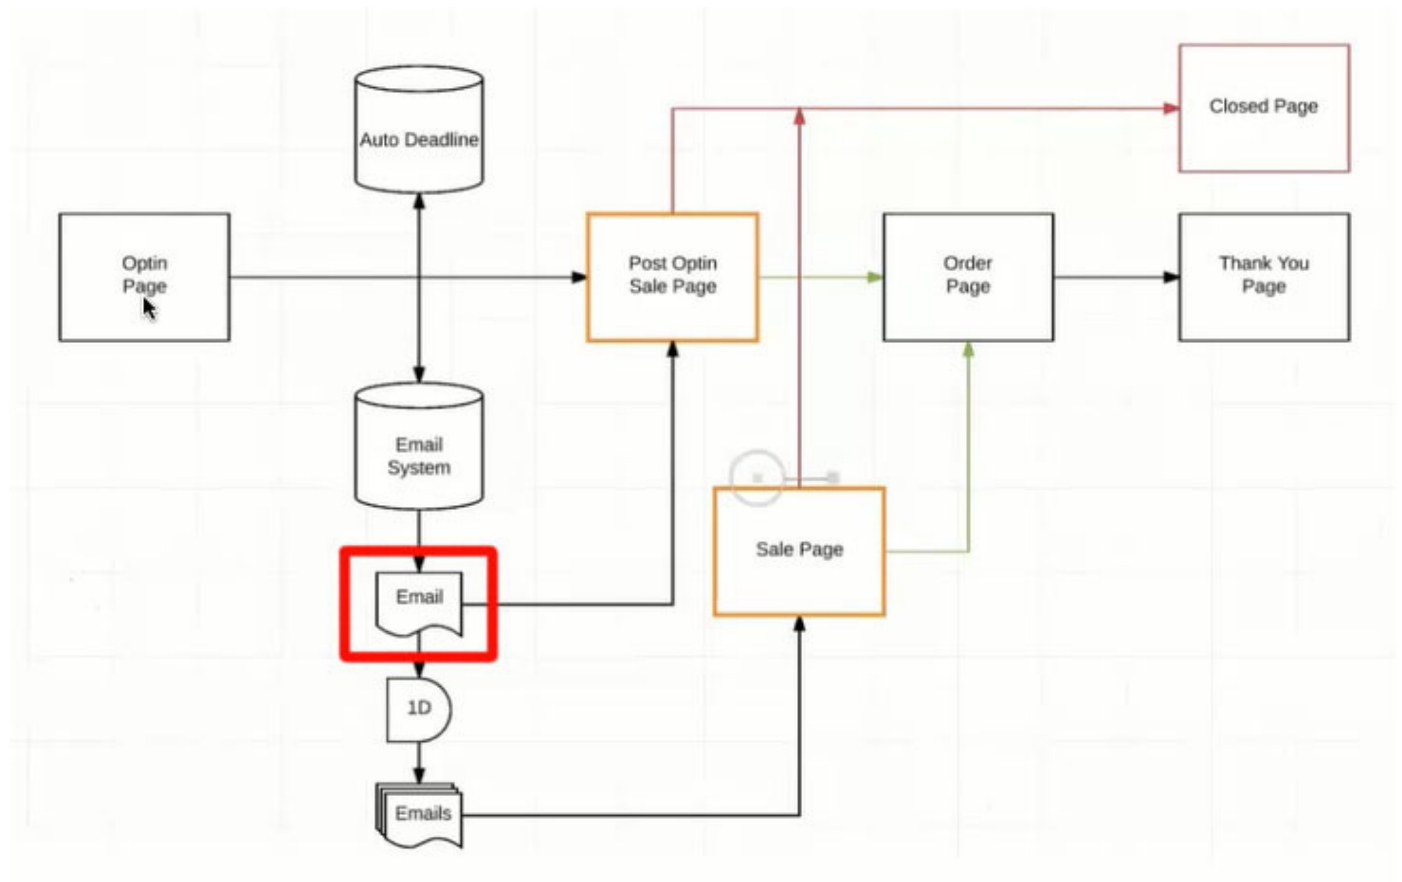 Closed Page
Auto Deadline
Optin
Page
Post Optin
Sale Page
Order
Page
Thank You
Page
Email
System
Sale Page
Email
1D
Emails